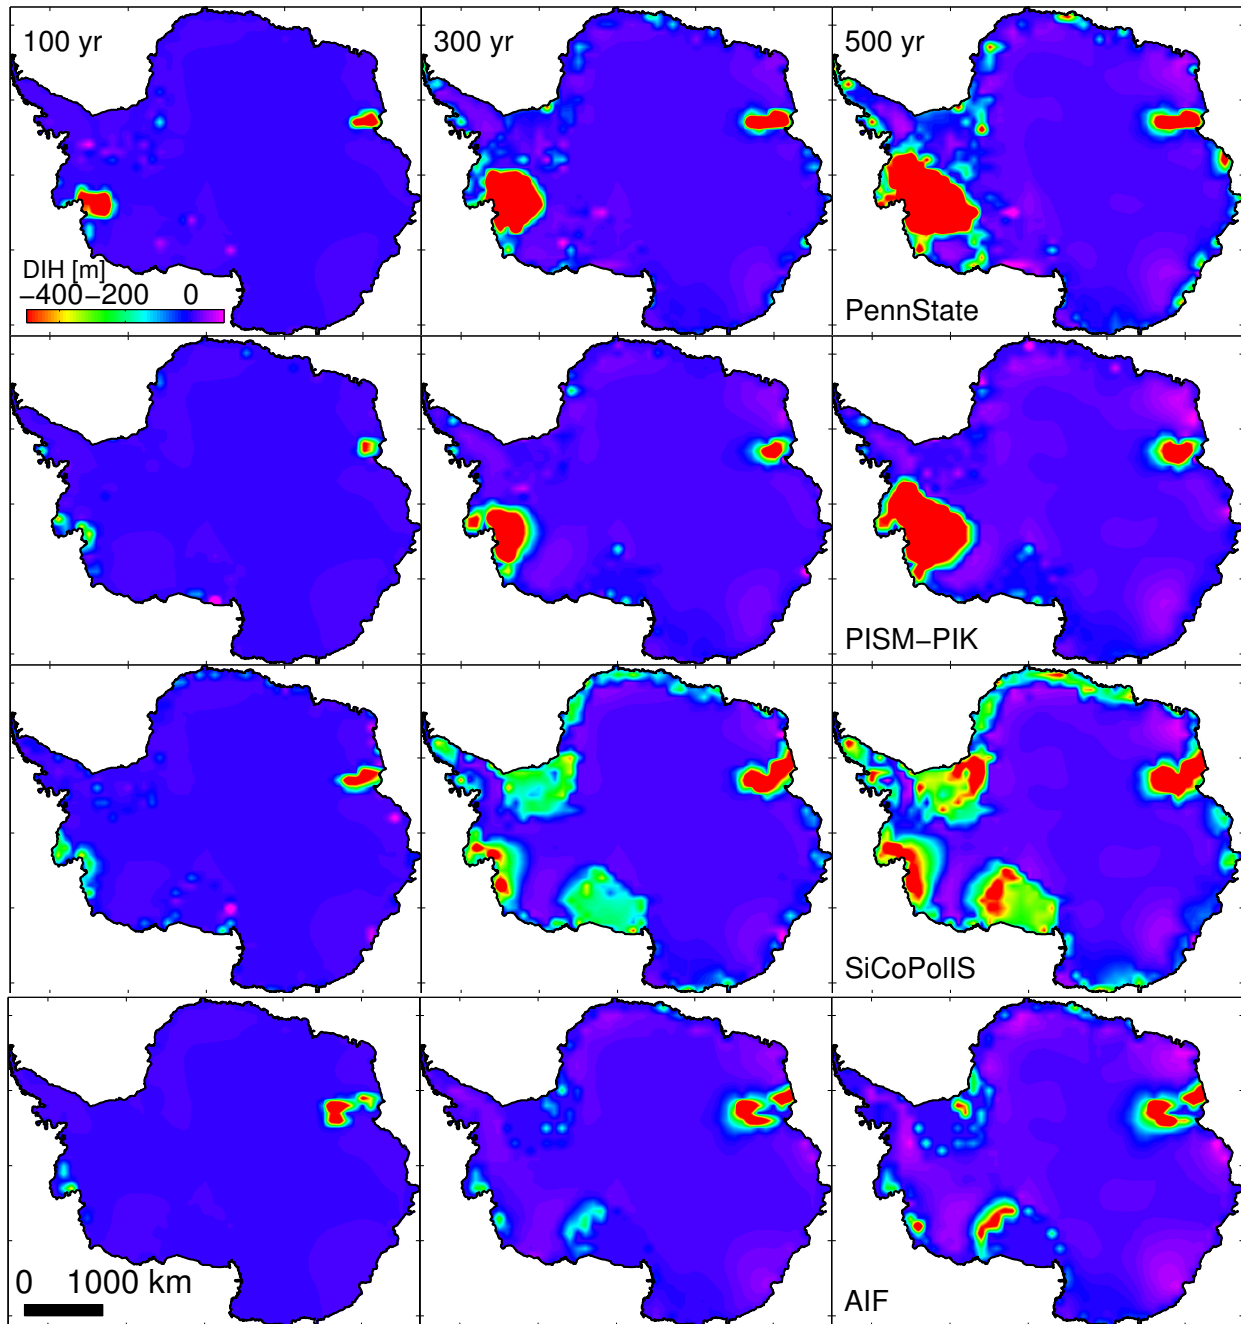 100 yr
300 yr
500 yr
DIH [m]
−400−200 0
PennState
PISM−PIK
SiCoPolIS
0 1000 km
AIF